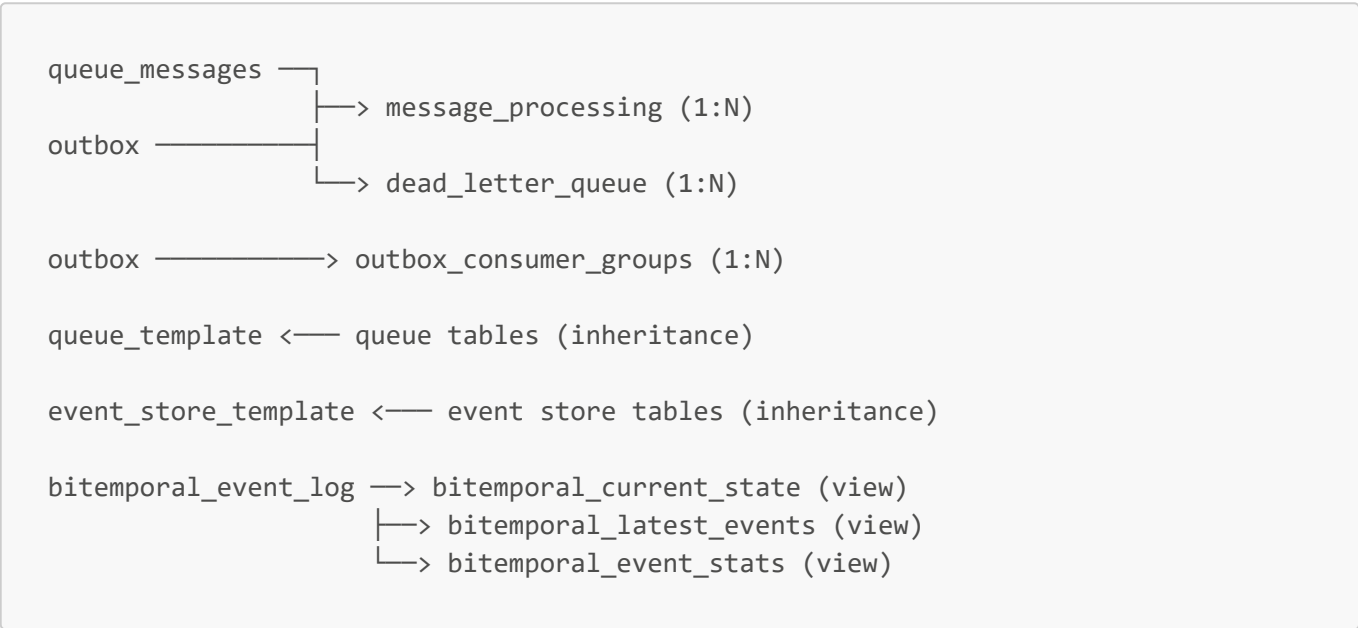 queue_messages ──┐
                 ├──> message_processing (1:N)
outbox ──────────┤
                 └──> dead_letter_queue (1:N)
outbox ───────────> outbox_consumer_groups (1:N)
queue_template <─── queue tables (inheritance)
event_store_template <─── event store tables (inheritance)
bitemporal_event_log ──> bitemporal_current_state (view)
                     ├──> bitemporal_latest_events (view)
                     └──> bitemporal_event_stats (view)